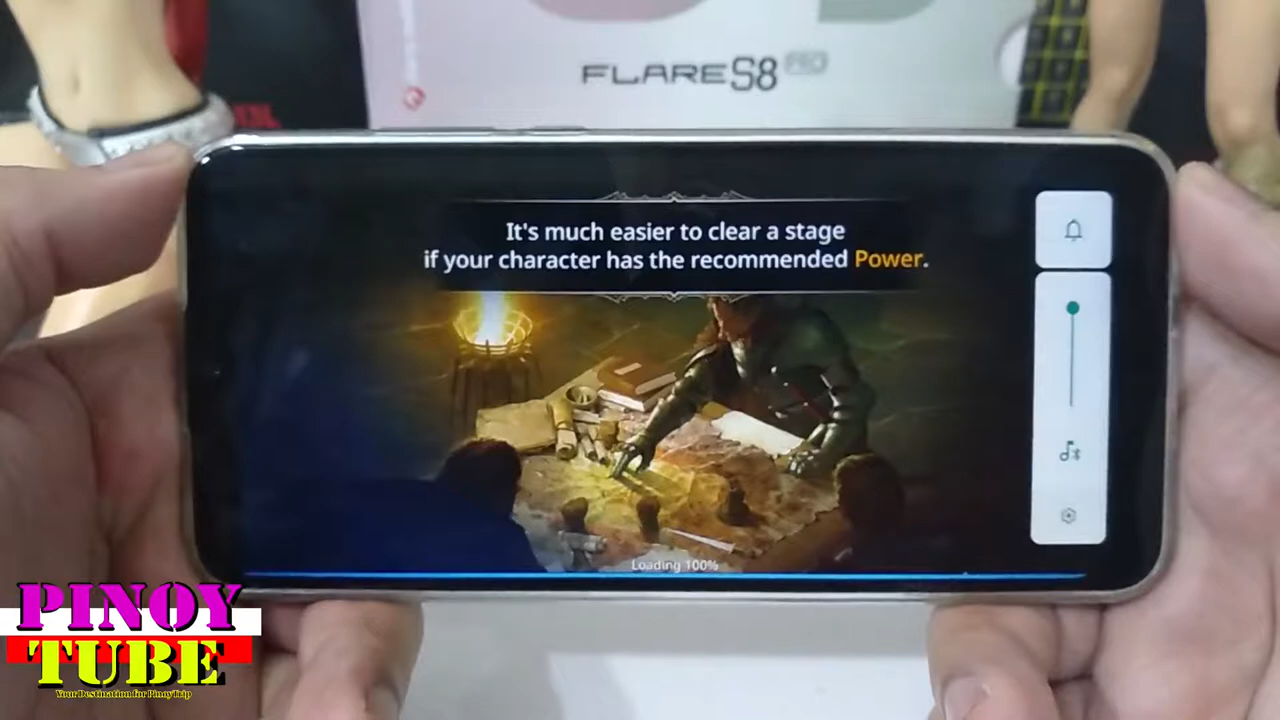 FLARE S8 PRO
It's much easier to clear a stage
if your character has the recommended Power.
Loading 100%
PINOY
TUBE
Your Destination for PinoyTrip